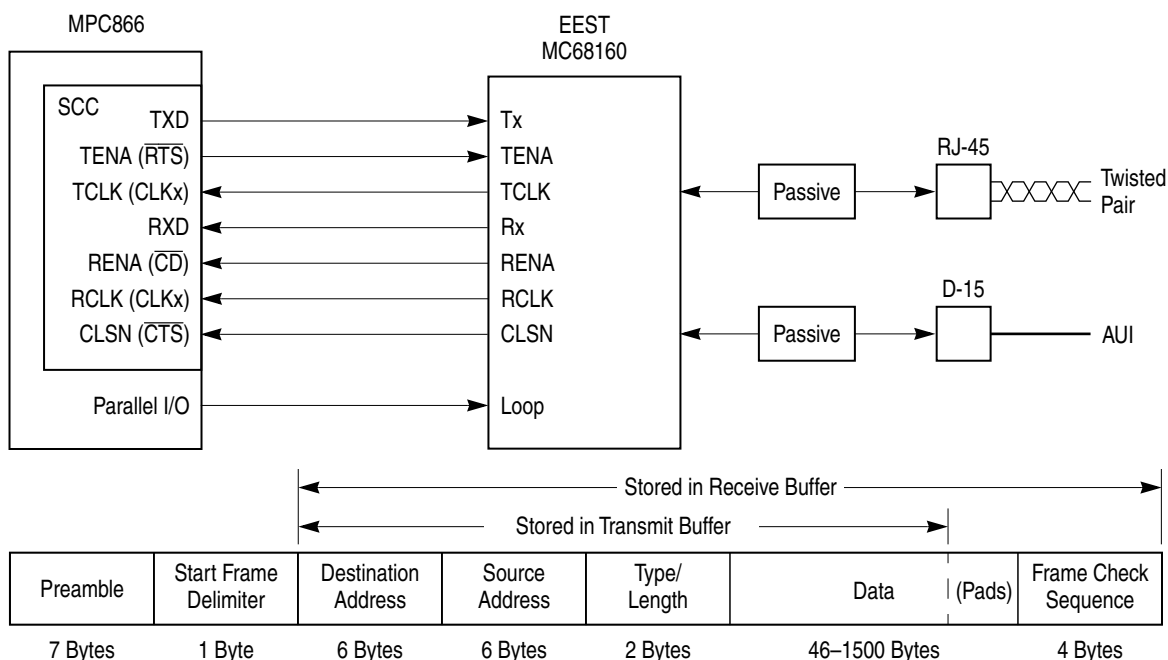 MPC866
EEST
MC68160
SCC
TXD
Tx
TENA (R̅T̅S̅)
TENA
TCLK (CLKx)
TCLK
RXD
Rx
RENA (C̅D̅)
RENA
RCLK (CLKx)
RCLK
CLSN (C̅T̅S̅)
CLSN
Parallel I/O
Loop
Passive
RJ-45
Twisted
Pair
Passive
D-15
AUI
Stored in Receive Buffer
Stored in Transmit Buffer
Preamble
Start Frame
Delimiter
Destination
Address
Source
Address
Type/
Length
Data
(Pads)
Frame Check
Sequence
7 Bytes
1 Byte
6 Bytes
6 Bytes
2 Bytes
46–1500 Bytes
4 Bytes